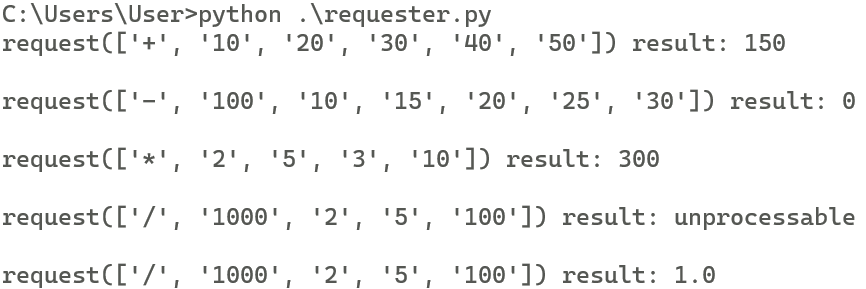 C:\Users\User>python .\requester.py
request(['+', '10', '20', '30', '40', '50']) result: 150
request(['-', '100', '10', '15', '20', '25', '30']) result: 0
request(['*', '2', '5', '3', '10']) result: 300
request(['/', '1000', '2', '5', '100']) result: unprocessable
request(['/', '1000', '2', '5', '100']) result: 1.0